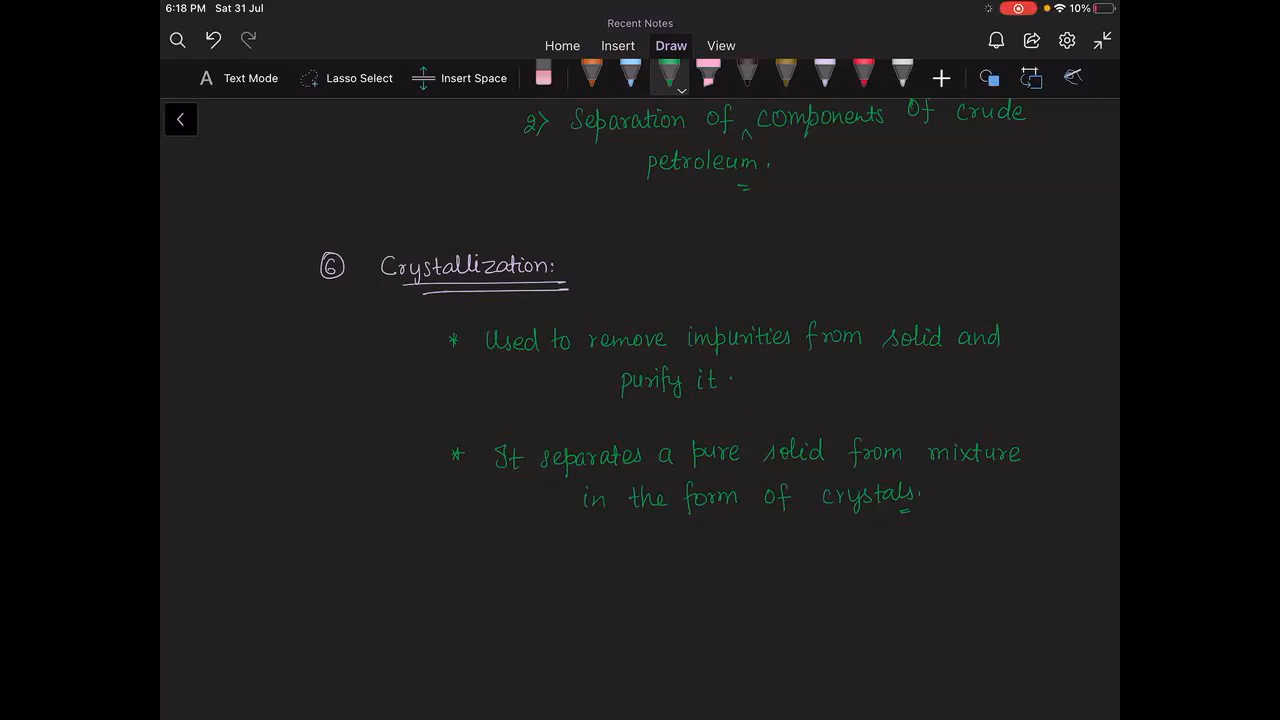 6:18 PM Sat 31 Jul
10%
Recent Notes
Home Insert Draw View
A Text Mode Lasso Select Insert Space
2) Separation of ^ components of crude
petroleum.
6 Crystallization:
* Used to remove impurities from solid and
purify it.
* It separates a pure solid from mixture
in the form of crystals.